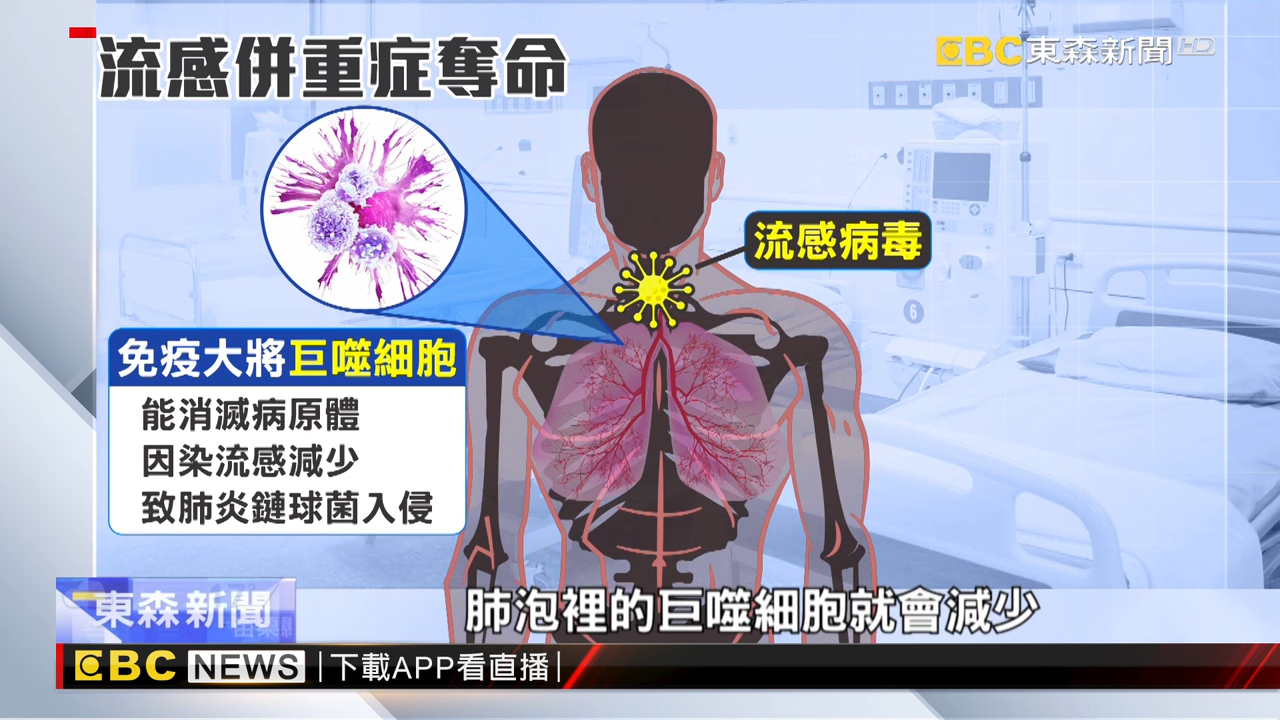 流感併重症奪命
EBC東森新聞HD
流感病毒
6
免疫大將巨噬細胞
能消滅病原體
因染流感減少
致肺炎鏈球菌入侵
東森新聞
肺泡裡的巨噬細胞就會減少
EBC NEWS 下載APP看直播